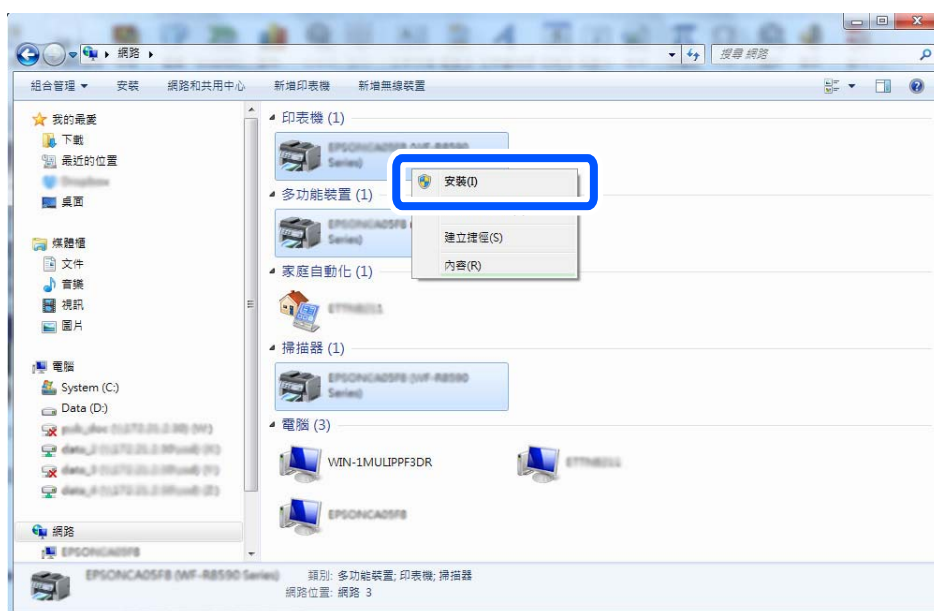 網路
搜尋 網路
組合管理
安裝
網路和共用中心
新增印表機
新增無線裝置
我的最愛
下載
最近的位置
桌面
媒體櫃
文件
音樂
視訊
圖片
電腦
System (C:)
Data (D:)
網路
EPSONCA05F8
印表機 (1)
EPSONCA05F8 (WF-R8590
Series)
安裝(I)
建立捷徑(S)
內容(R)
多功能裝置 (1)
EPSONCA05F8
Series)
家庭自動化 (1)
掃描器 (1)
EPSONCA05F8 (WF-R8590
Series)
電腦 (3)
WIN-1MULIPPF3DR
EPSONCA05F8
EPSONCA05F8 (WF-R8590 Series)
類別: 多功能裝置; 印表機; 掃描器
網路位置: 網路 3